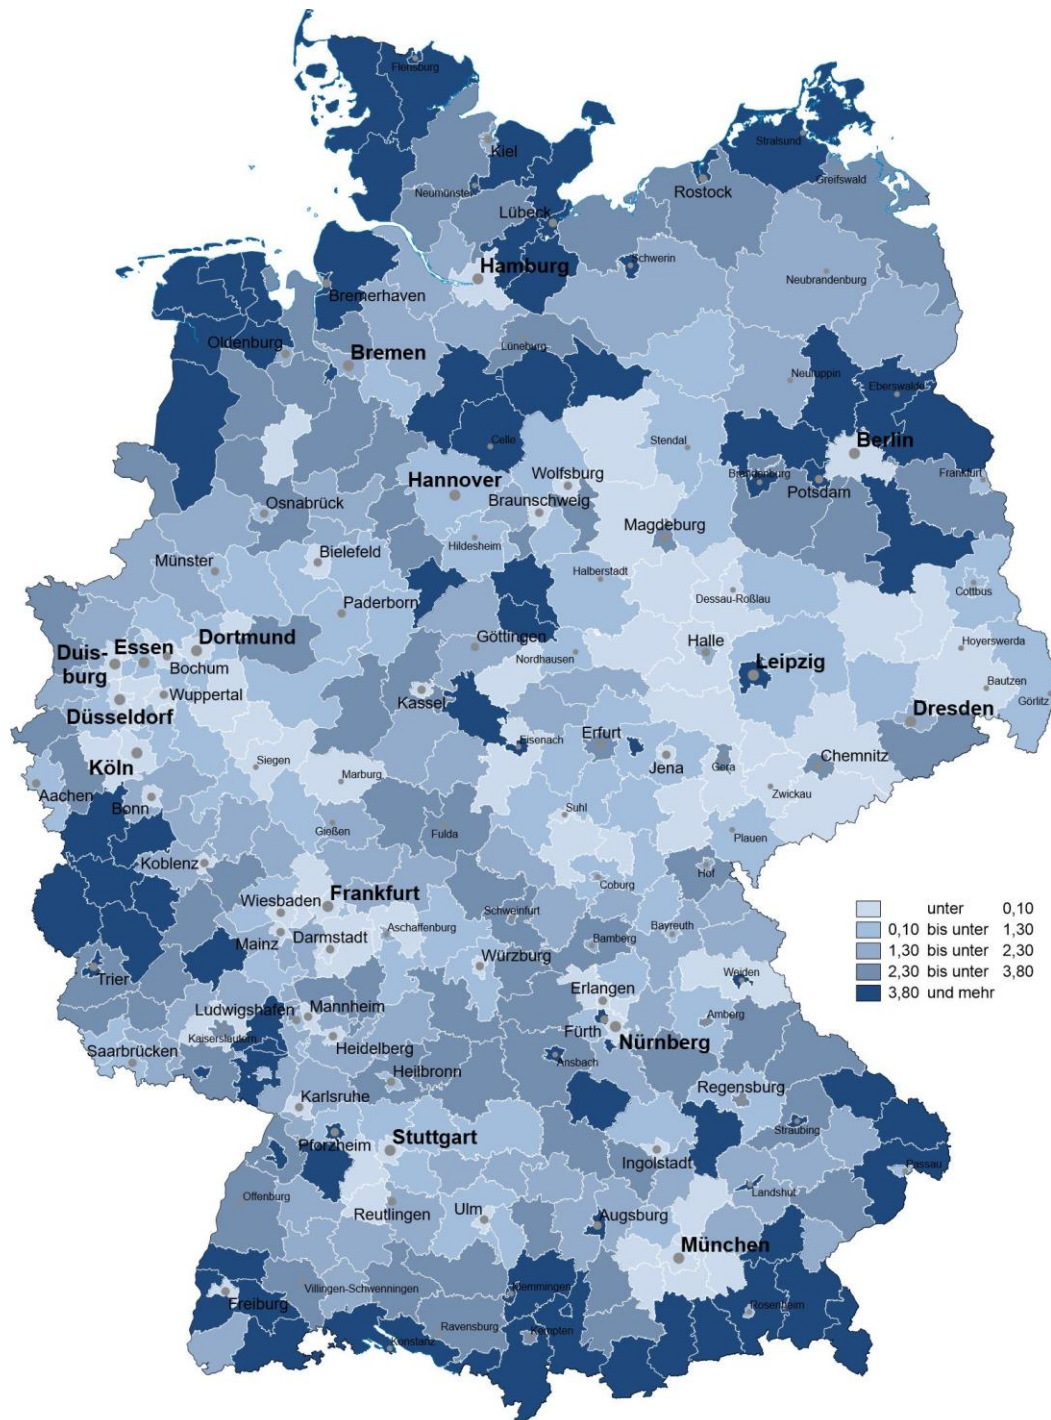 Flensburg
Kiel
Stralsund
Neumünster
Rostock
Greifswald
Lübeck
Hamburg
Schwerin
Neubrandenburg
Bremerhaven
Oldenburg
Bremen
Lüneburg
Neuruppin
Eberswalde
Celle
Stendal
Berlin
Hannover
Wolfsburg
Brandenburg
Potsdam
Frankfurt
Osnabrück
Braunschweig
Magdeburg
Hildesheim
Münster
Bielefeld
Halberstadt
Dessau-Roßlau
Cottbus
Paderborn
Duis-
burg
Essen
Dortmund
Göttingen
Halle
Hoyerswerda
Bochum
Nordhausen
Leipzig
Bautzen
Wuppertal
Kassel
Görlitz
Düsseldorf
Dresden
Eisenach
Erfurt
Köln
Siegen
Jena
Gera
Chemnitz
Marburg
Aachen
Bonn
Zwickau
Suhl
Gießen
Fulda
Plauen
Koblenz
Hof
Coburg
Wiesbaden
Frankfurt
Schweinfurt
Mainz
Darmstadt
Aschaffenburg
Bayreuth
Bamberg
Würzburg
Trier
Weiden
Erlangen
Ludwigshafen
Mannheim
Amberg
Kaiserslautern
Fürth
Nürnberg
Saarbrücken
Heidelberg
Ansbach
Heilbronn
Regensburg
Karlsruhe
Straubing
Pforzheim
Stuttgart
Ingolstadt
Passau
Offenburg
Landshut
Reutlingen
Ulm
Augsburg
München
Villingen-Schwenningen
Memmingen
Freiburg
Rosenheim
Ravensburg
Kempten
Konstanz
unter 0,10
0,10 bis unter 1,30
1,30 bis unter 2,30
2,30 bis unter 3,80
3,80 und mehr